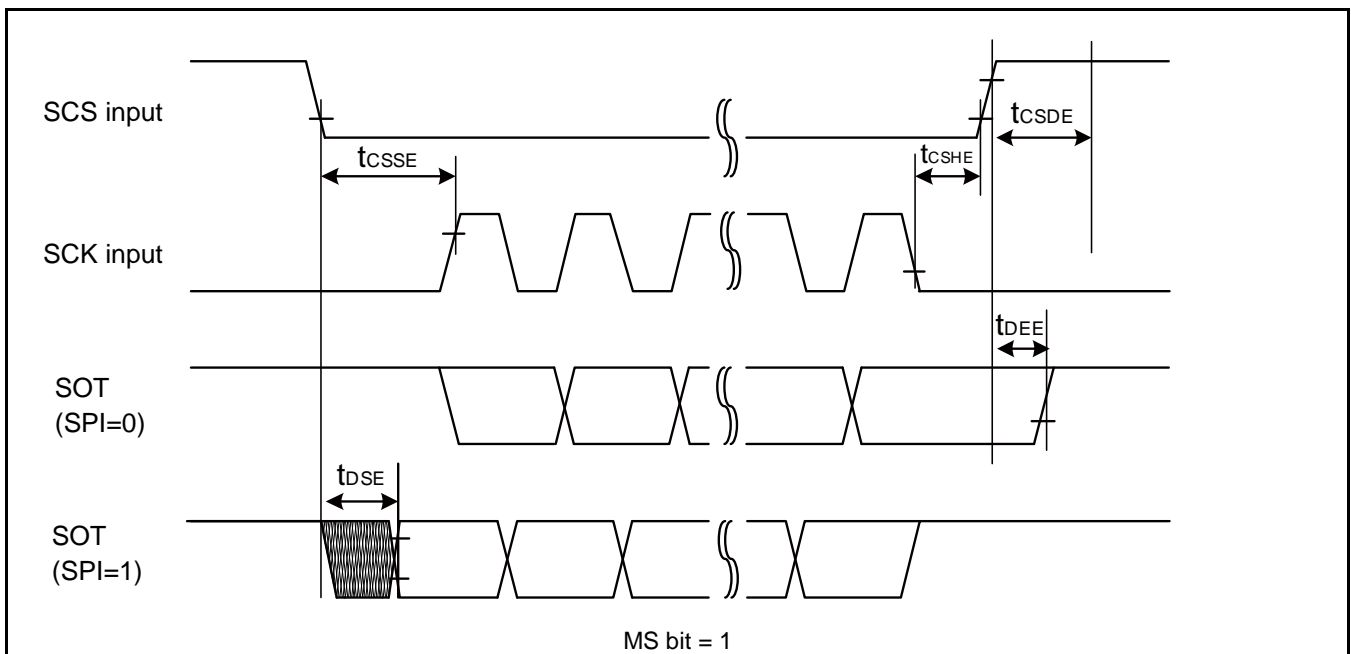 SCS input
tCSDE
tCSSE
tCSHE
SCK input
tDEE
SOT
(SPI=0)
tDSE
SOT
(SPI=1)
MS bit = 1